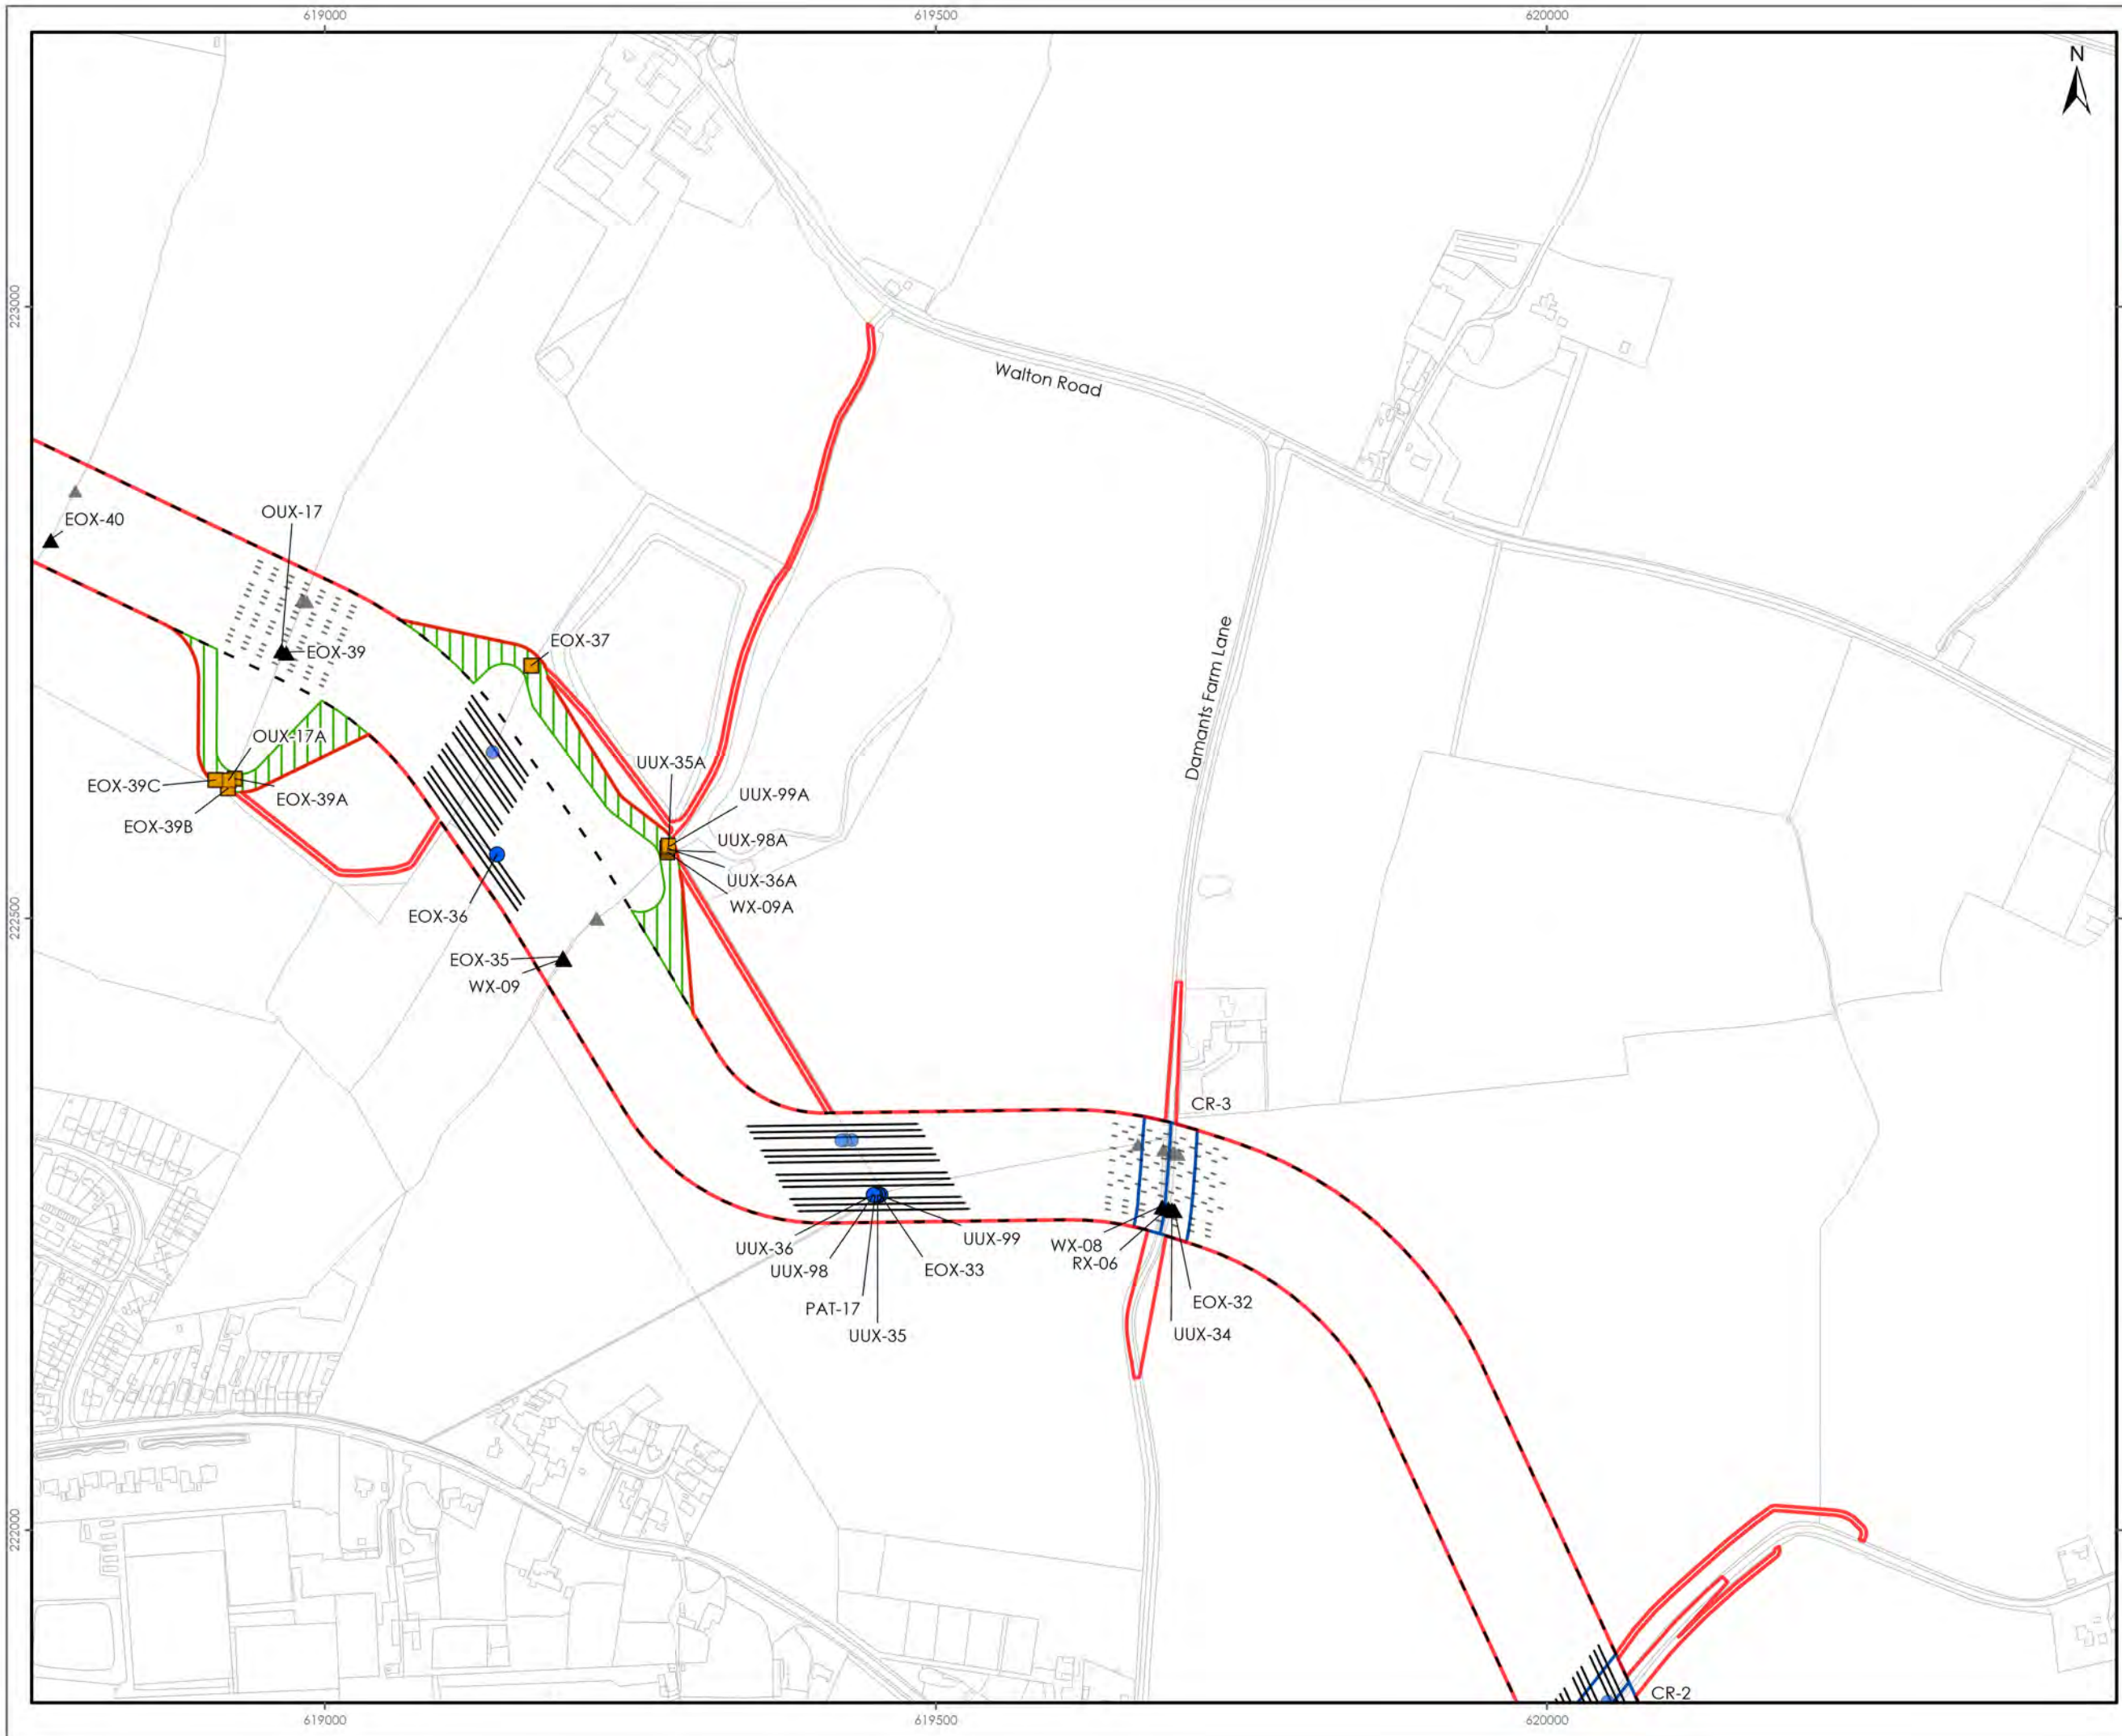 619000
619500
620000
N
223000
Walton Road
OUX-17
EOX-40
EOX-37
EOX-39
Damants Farm Lane
OUX-17A
UUX-35A
EOX-39C
EOX-39A
UUX-99A
EOX-39B
UUX-98A
UUX-36A
WX-09A
EOX-36
222500
EOX-35
WX-09
CR-3
UUX-36
UUX-99
WX-08
UUX-98
EOX-33
RX-06
PAT-17
EOX-32
UUX-35
UUX-34
222000
CR-2
619000
619500
620000